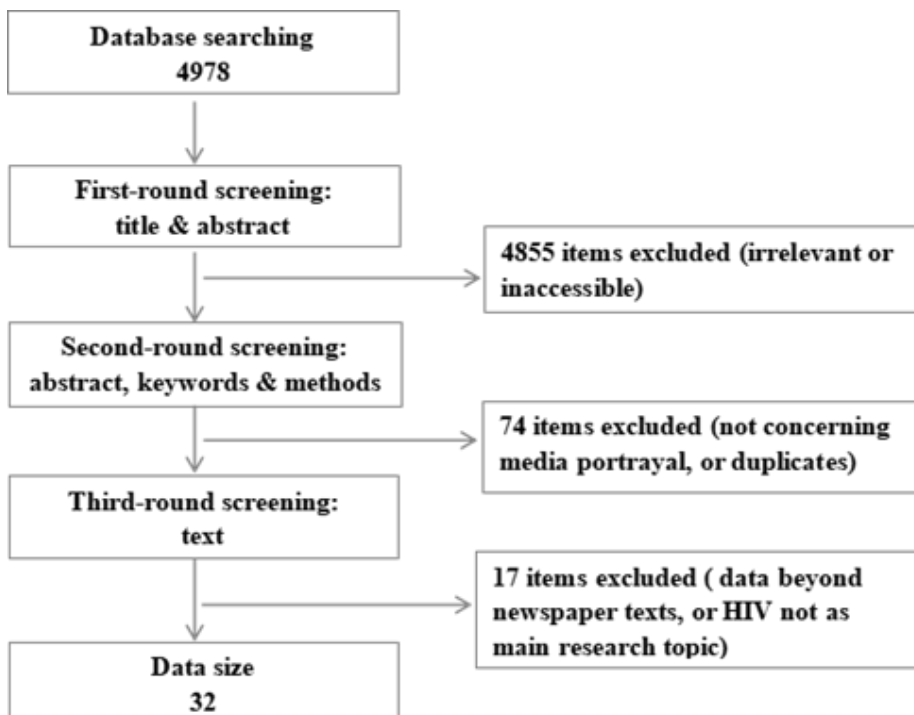 Database searching
4978
First-round screening:
title & abstract
4855 items excluded (irrelevant or
inaccessible)
Second-round screening:
abstract, keywords & methods
74 items excluded (not concerning
media portrayal, or duplicates)
Third-round screening:
text
17 items excluded ( data beyond
newspaper texts, or HIV not as
main research topic)
Data size
32